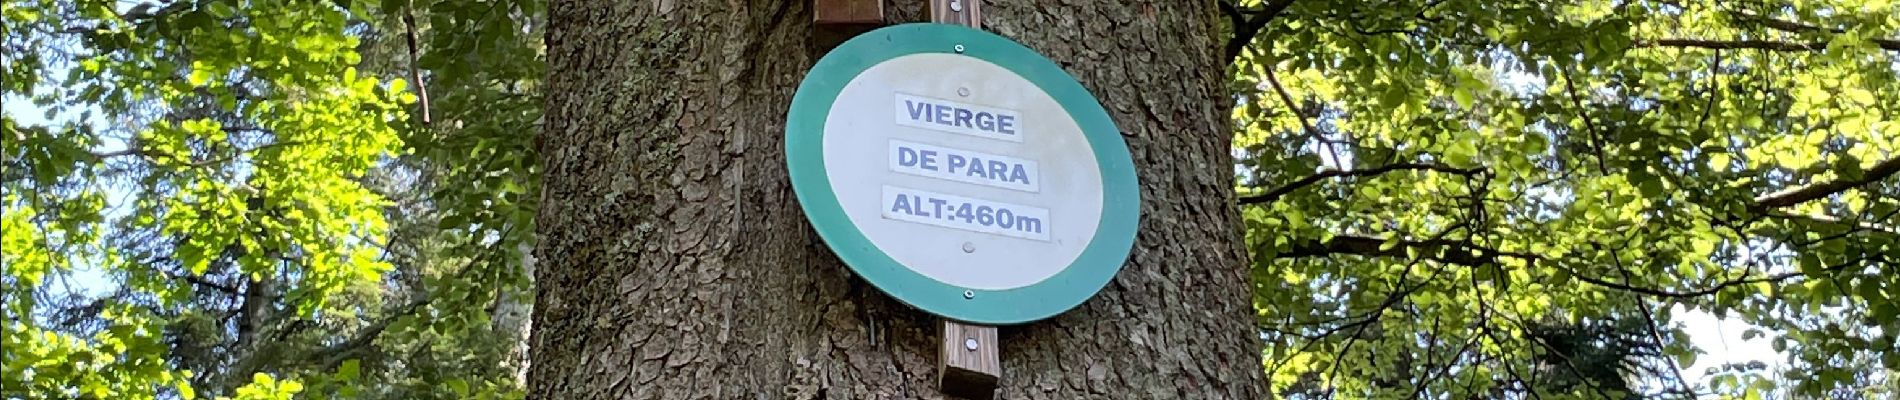 VIERGE
DE PARA
ALT:460m